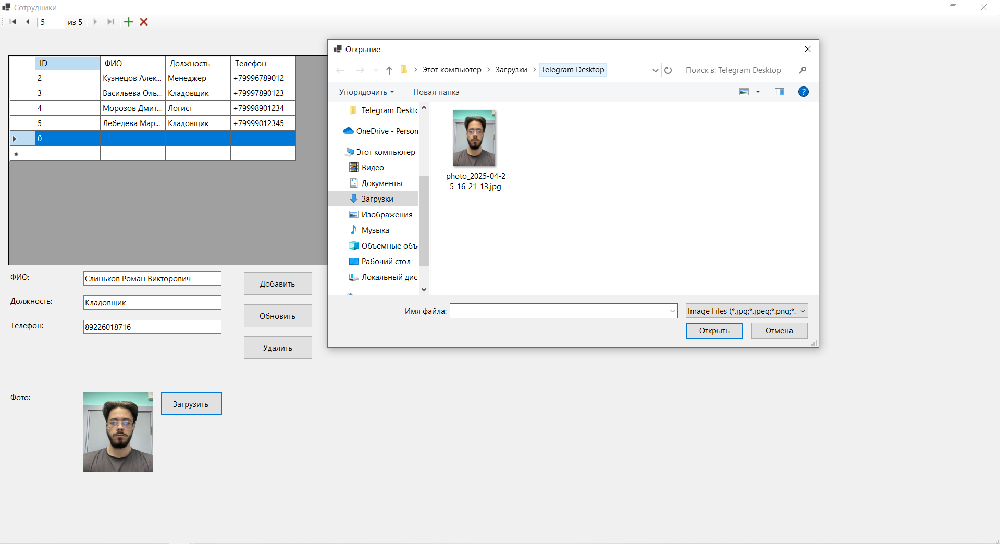 Сотрудники
5 из 5
ID ФИО Должность Телефон
2 Кузнецов Алек... Менеджер +79996789012
3 Васильева Оль... Кладовщик +79997890123
4 Морозов Дмит... Логист +79998901234
5 Лебедева Мар... Кладовщик +79999012345
0
ФИО: Слиньков Роман Викторович
Должность: Кладовщик
Телефон: 89226018716
Добавить
Обновить
Удалить
Фото:
Загрузить
Открытие
Этот компьютер Загрузки Telegram Desktop
Поиск в: Telegram Desktop
Упорядочить Новая папка
Telegram Desktc
OneDrive - Person
Этот компьютер
Видео
Документы
Загрузки
Изображения
Музыка
Объемные объе
Рабочий стол
Локальный дис
photo_2025-04-2
5_16-21-13.jpg
Имя файла:
Image Files (*.jpg;*.jpeg;*.png;*.
Открыть Отмена